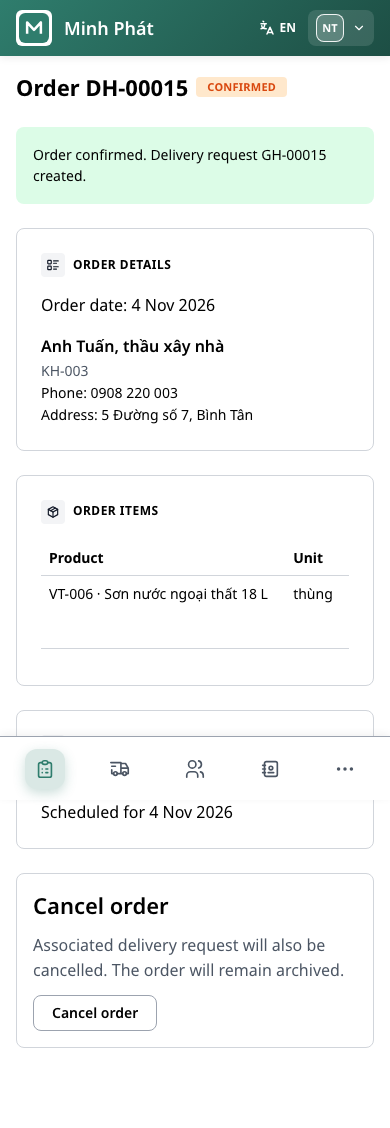 Minh Phát
EN
NT
Order DH-00015
CONFIRMED
Order confirmed. Delivery request GH-00015
created.
ORDER DETAILS
Order date: 4 Nov 2026
Anh Tuấn, thầu xây nhà
KH-003
Phone: 0908 220 003
Address: 5 Đường số 7, Bình Tân
ORDER ITEMS
Product Unit
VT-006 · Sơn nước ngoại thất 18 L thùng
Scheduled for 4 Nov 2026
Cancel order
Associated delivery request will also be
cancelled. The order will remain archived.
Cancel order